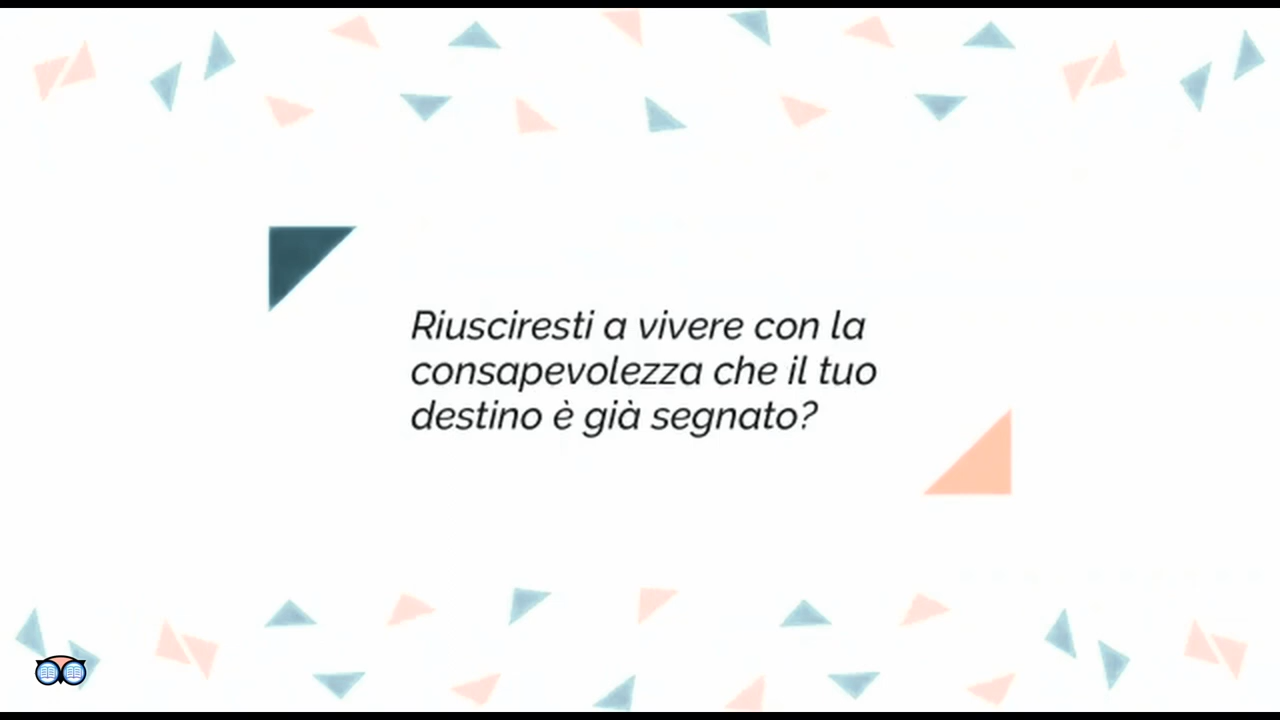 Riusciresti a vivere con la
consapevolezza che il tuo
destino è già segnato?